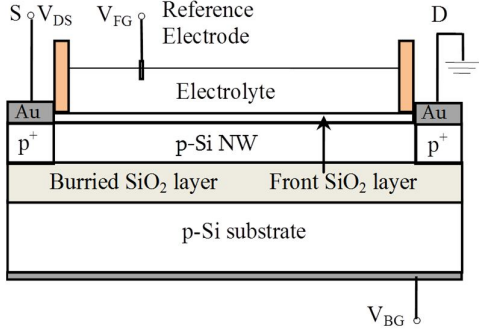 S V_DS V_FG Reference D
Electrode
Electrolyte
Au Au
p⁺ p-Si NW p⁺
Burried SiO₂ layer Front SiO₂ layer
p-Si substrate
V_BG